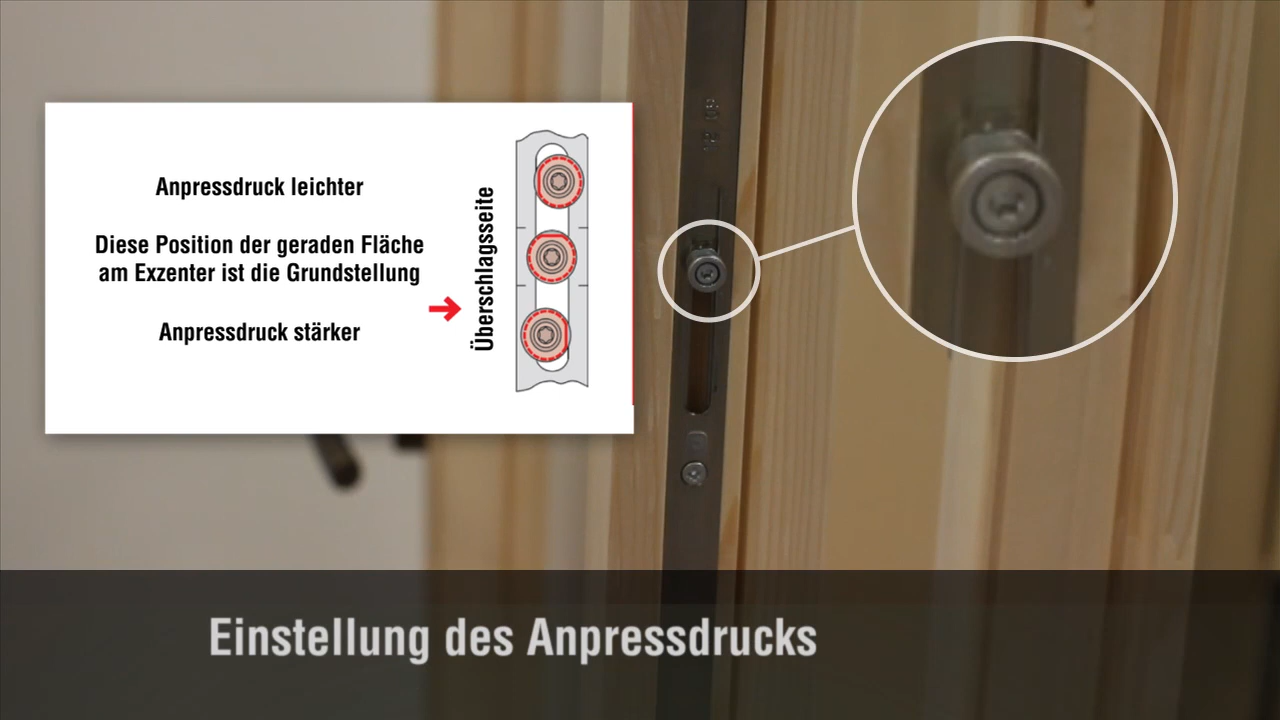 Anpressdruck leichter
Diese Position der geraden Fläche
am Exzenter ist die Grundstellung
Anpressdruck stärker
Überschlagsseite
Einstellung des Anpressdrucks